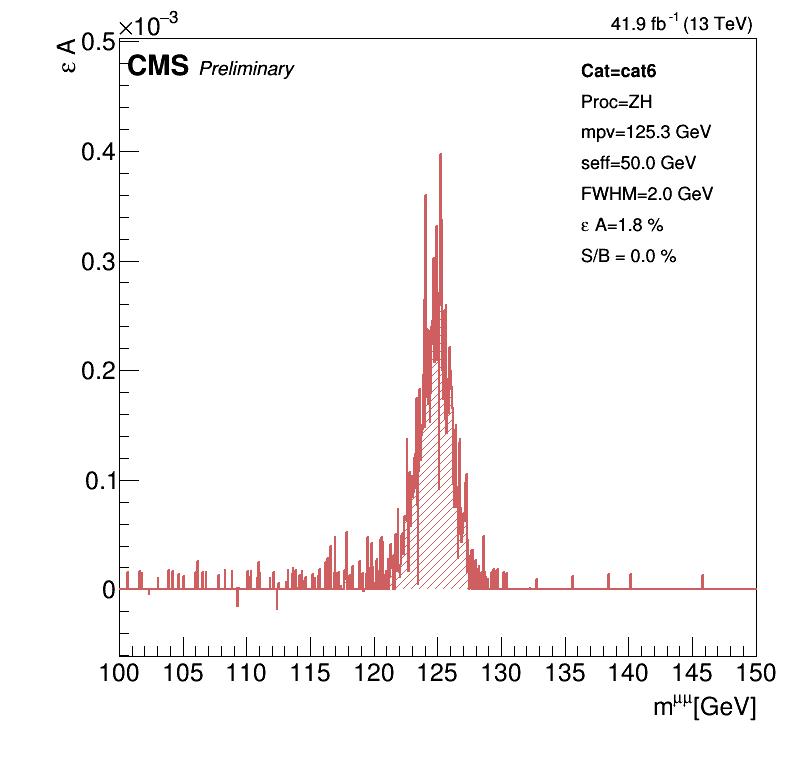 ×10⁻³
41.9 fb⁻¹ (13 TeV)
CMS Preliminary
Cat=cat6
Proc=ZH
mpv=125.3 GeV
seff=50.0 GeV
FWHM=2.0 GeV
ε A=1.8 %
S/B = 0.0 %
ε A
0.5
0.4
0.3
0.2
0.1
0
100 105 110 115 120 125 130 135 140 145 150
m^μμ[GeV]